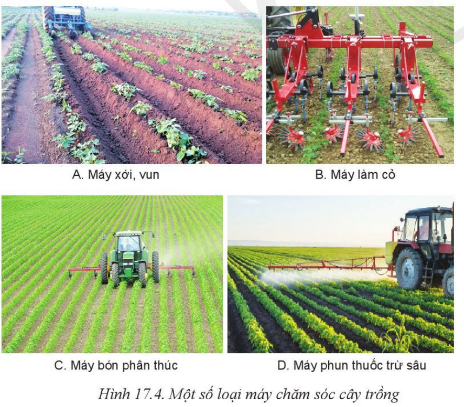 A. Máy xới, vun
B. Máy làm cỏ
C. Máy bón phân thúc
D. Máy phun thuốc trừ sâu
Hình 17.4. Một số loại máy chăm sóc cây trồng